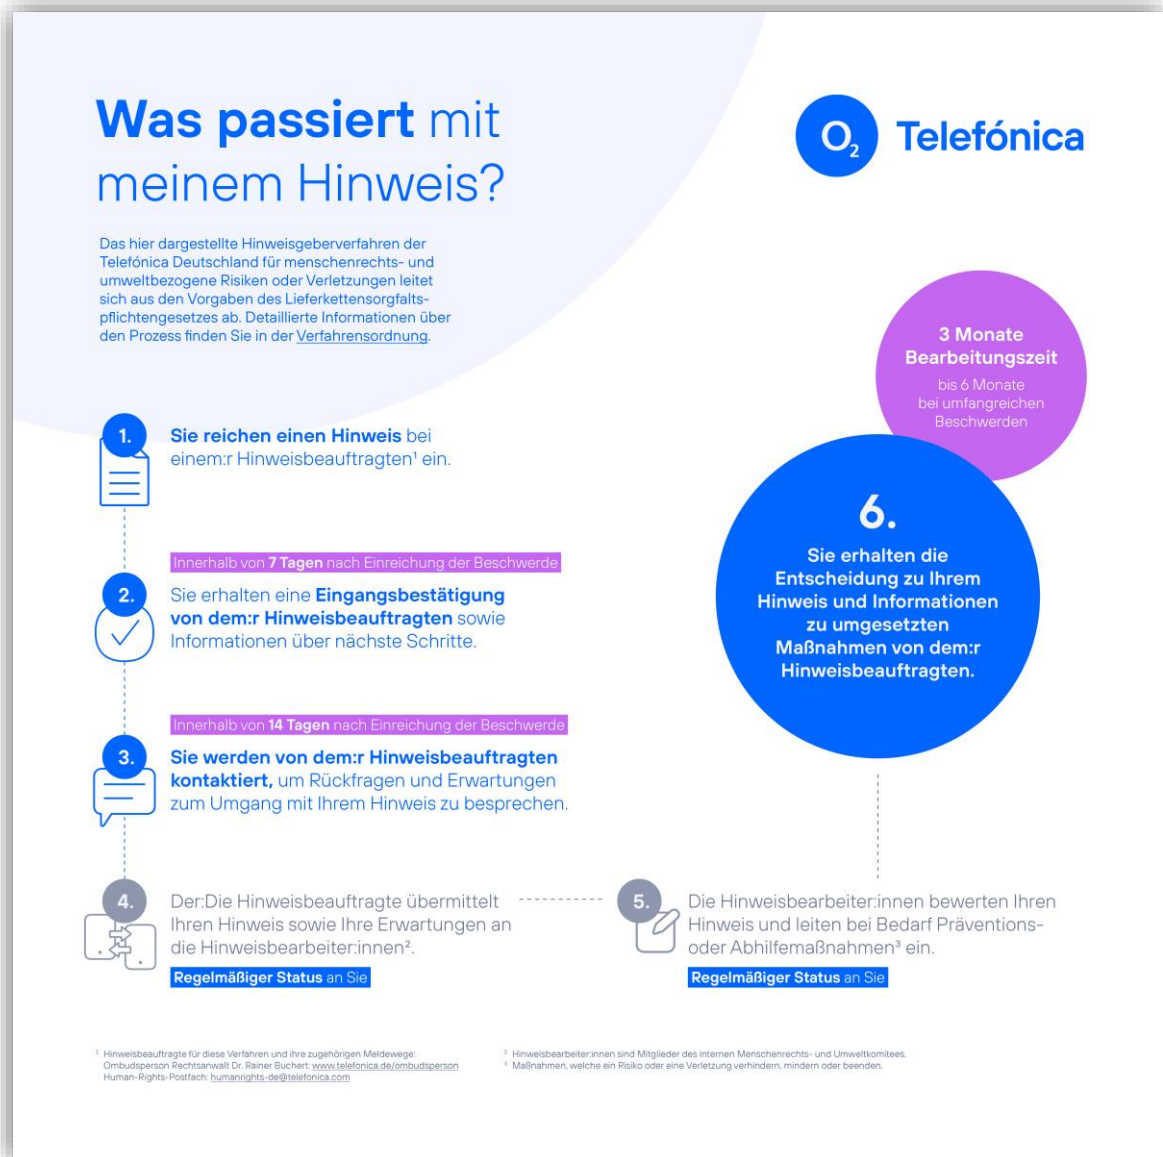 Was passiert mit
meinem Hinweis?
O₂ Telefónica
Das hier dargestellte Hinweisgeberverfahren der
Telefónica Deutschland für menschenrechts- und
umweltbezogene Risiken oder Verletzungen leitet
sich aus den Vorgaben des Lieferkettensorgfalts-
pflichtengesetzes ab. Detaillierte Informationen über
den Prozess finden Sie in der Verfahrensordnung.
1.
Sie reichen einen Hinweis bei
einem:r Hinweisbeauftragten¹ ein.
Innerhalb von 7 Tagen nach Einreichung der Beschwerde
2.
Sie erhalten eine Eingangsbestätigung
von dem:r Hinweisbeauftragten sowie
Informationen über nächste Schritte.
Innerhalb von 14 Tagen nach Einreichung der Beschwerde
3.
Sie werden von dem:r Hinweisbeauftragten
kontaktiert, um Rückfragen und Erwartungen
zum Umgang mit Ihrem Hinweis zu besprechen.
4.
Der:Die Hinweisbeauftragte übermittelt
Ihren Hinweis sowie Ihre Erwartungen an
die Hinweisbearbeiter:innen².
Regelmäßiger Status an Sie
5.
Die Hinweisbearbeiter:innen bewerten Ihren
Hinweis und leiten bei Bedarf Präventions-
oder Abhilfemaßnahmen³ ein.
Regelmäßiger Status an Sie
3 Monate
Bearbeitungszeit
bis 6 Monate
bei umfangreichen
Beschwerden
6.
Sie erhalten die
Entscheidung zu Ihrem
Hinweis und Informationen
zu umgesetzten
Maßnahmen von dem:r
Hinweisbeauftragten.
¹ Hinweisbeauftragte für diese Verfahren und ihre zugehörigen Meldewege:
Ombudsperson Rechtsanwalt Dr. Rainer Buchert: www.telefonica.de/ombudsperson
Human-Rights-Postfach: humanrights-de@telefonica.com
² Hinweisbearbeiter:innen sind Mitglieder des internen Menschenrechts- und Umweltkomitees.
³ Maßnahmen, welche ein Risiko oder eine Verletzung verhindern, mindern oder beenden.